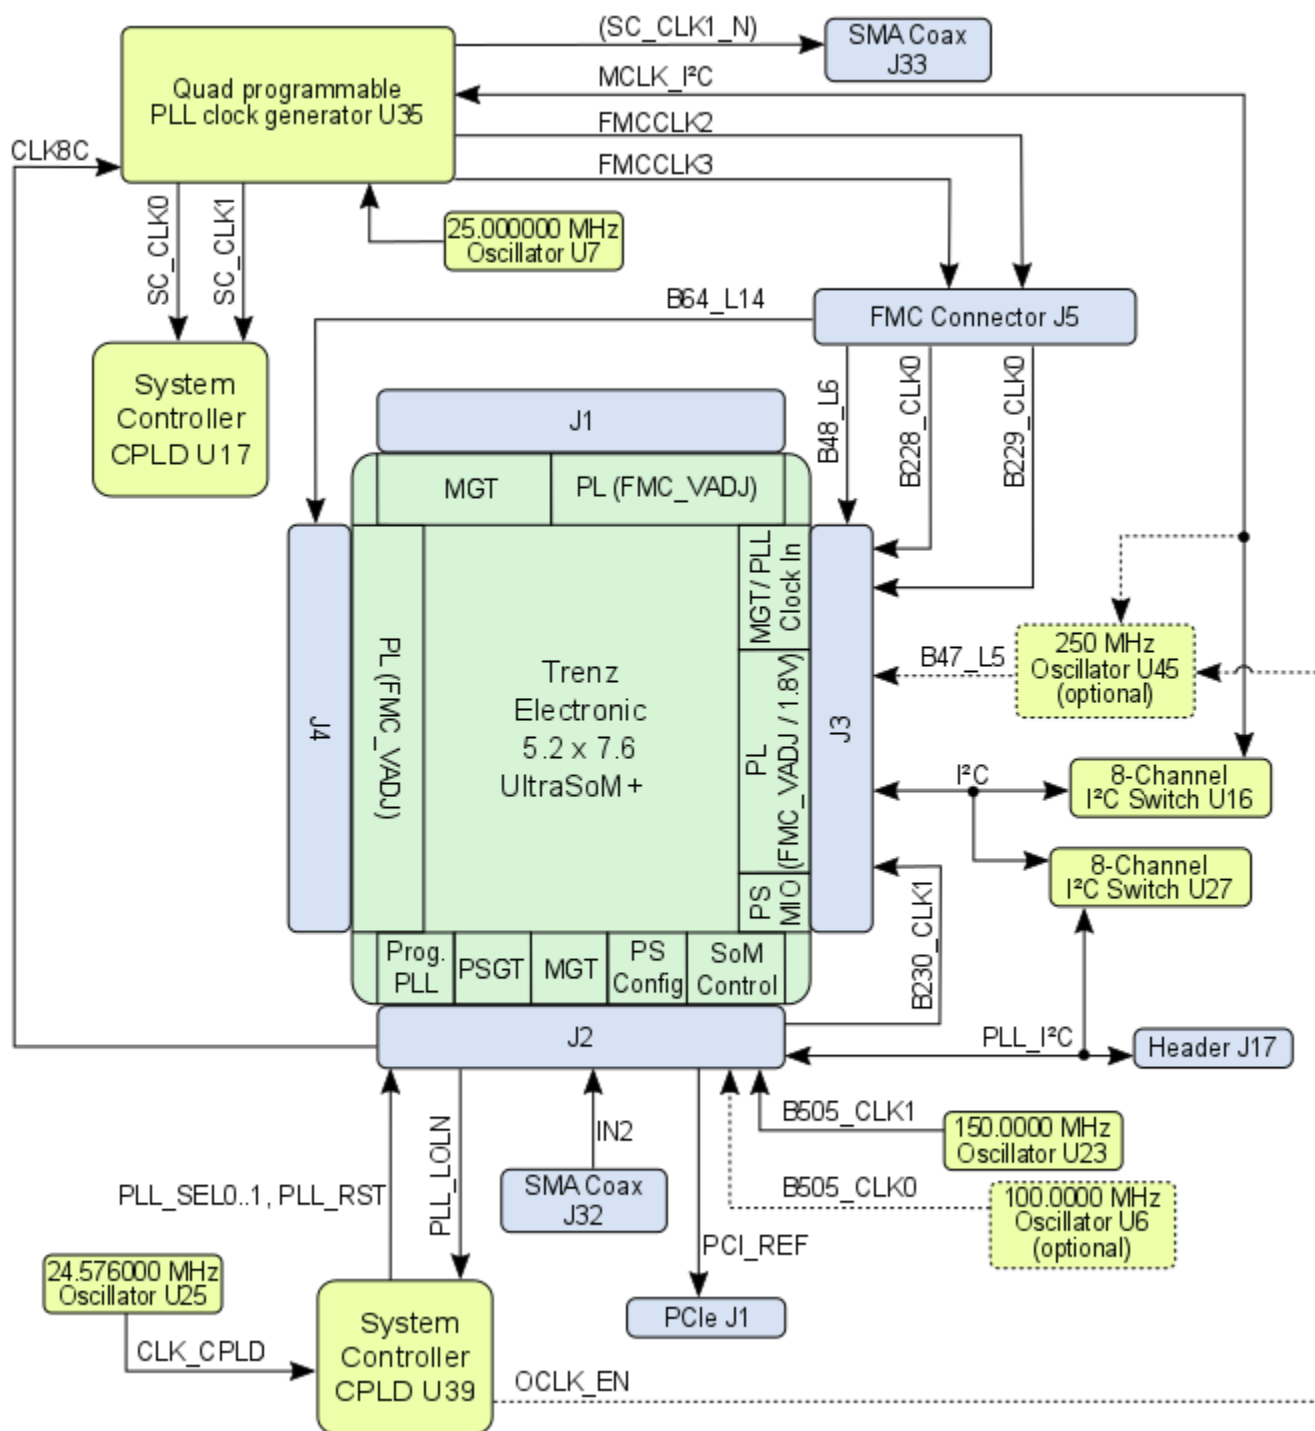 (SC_CLK1_N)
SMA Coax
J33
Quad programmable
PLL clock generator U35
MCLK_I²C
FMCCLK2
FMCCLK3
CLK8C
SC_CLK0
SC_CLK1
25.000000 MHz
Oscillator U7
B64_L14
FMC Connector J5
System
Controller
CPLD U17
B48_L6
B228_CLK0
B229_CLK0
J1
MGT
PL (FMC_VADJ)
MGT/ PLL
Clock In
J4
PL (FMC_VADJ)
Trenz
Electronic
5.2 x 7.6
UltraSoM+
PL
(FMC_VADJ / 1.8V)
J3
B47_L5
250 MHz
Oscillator U45
(optional)
I²C
8-Channel
I²C Switch U16
8-Channel
I²C Switch U27
PS
MIO
B230_CLK1
Prog.
PLL
PSGT
MGT
PS
Config
SoM
Control
J2
PLL_I²C
Header J17
B505_CLK1
150.0000 MHz
Oscillator U23
PLL_LOLN
IN2
SMA Coax
J32
PLL_SEL0..1, PLL_RST
B505_CLK0
100.0000 MHz
Oscillator U6
(optional)
PCI_REF
24.576000 MHz
Oscillator U25
PCIe J1
CLK_CPLD
System
Controller
CPLD U39
OCLK_EN